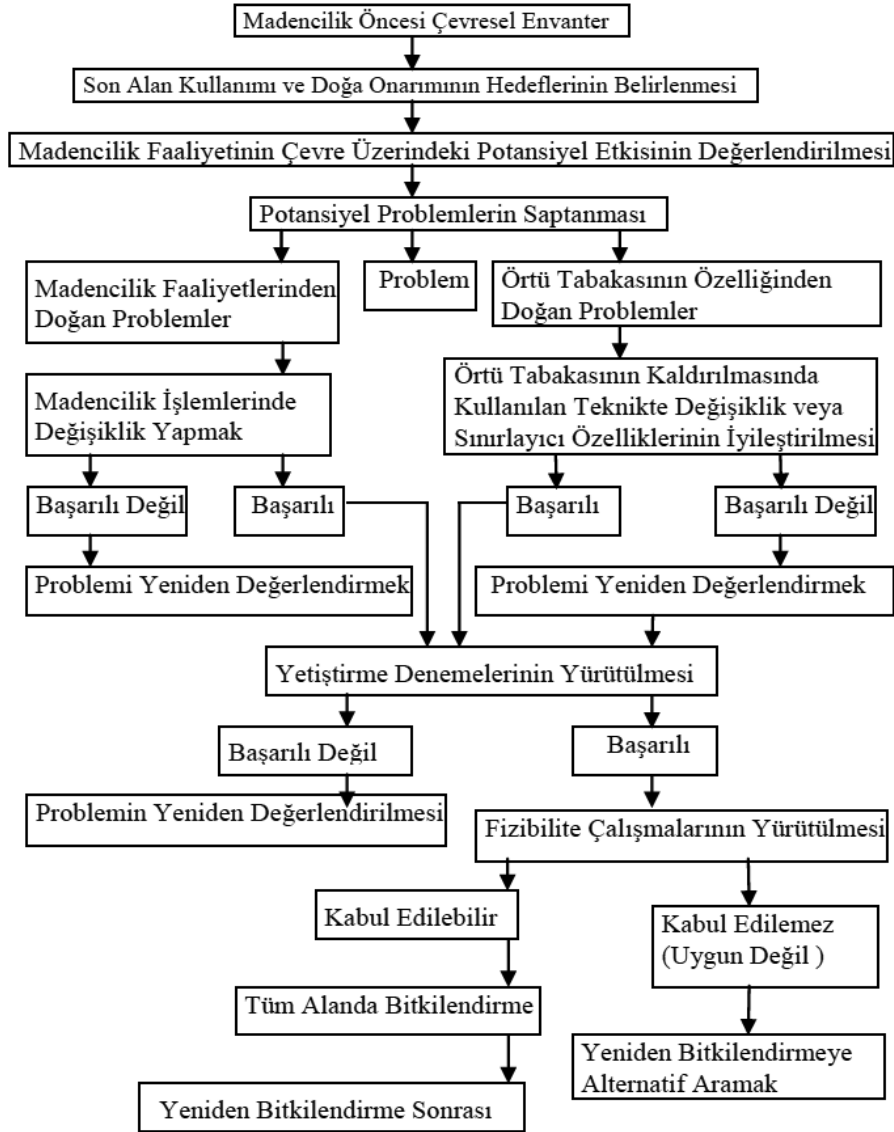 Madencilik Öncesi Çevresel Envanter
Son Alan Kullanımı ve Doğa Onarımının Hedeflerinin Belirlenmesi
Madencilik Faaliyetinin Çevre Üzerindeki Potansiyel Etkisinin Değerlendirilmesi
Potansiyel Problemlerin Saptanması
Madencilik Faaliyetlerinden
Doğan Problemler
Problem
Örtü Tabakasının Özelliğinden
Doğan Problemler
Madencilik İşlemlerinde
Değişiklik Yapmak
Örtü Tabakasının Kaldırılmasında
Kullanılan Teknikte Değişiklik veya
Sınırlayıcı Özelliklerinin İyileştirilmesi
Başarılı Değil
Başarılı
Başarılı
Başarılı Değil
Problemi Yeniden Değerlendirmek
Problemi Yeniden Değerlendirmek
Yetiştirme Denemelerinin Yürütülmesi
Başarılı Değil
Başarılı
Problemin Yeniden Değerlendirilmesi
Fizibilite Çalışmalarının Yürütülmesi
Kabul Edilebilir
Kabul Edilemez
(Uygun Değil )
Tüm Alanda Bitkilendirme
Yeniden Bitkilendirmeye
Alternatif Aramak
Yeniden Bitkilendirme Sonrası